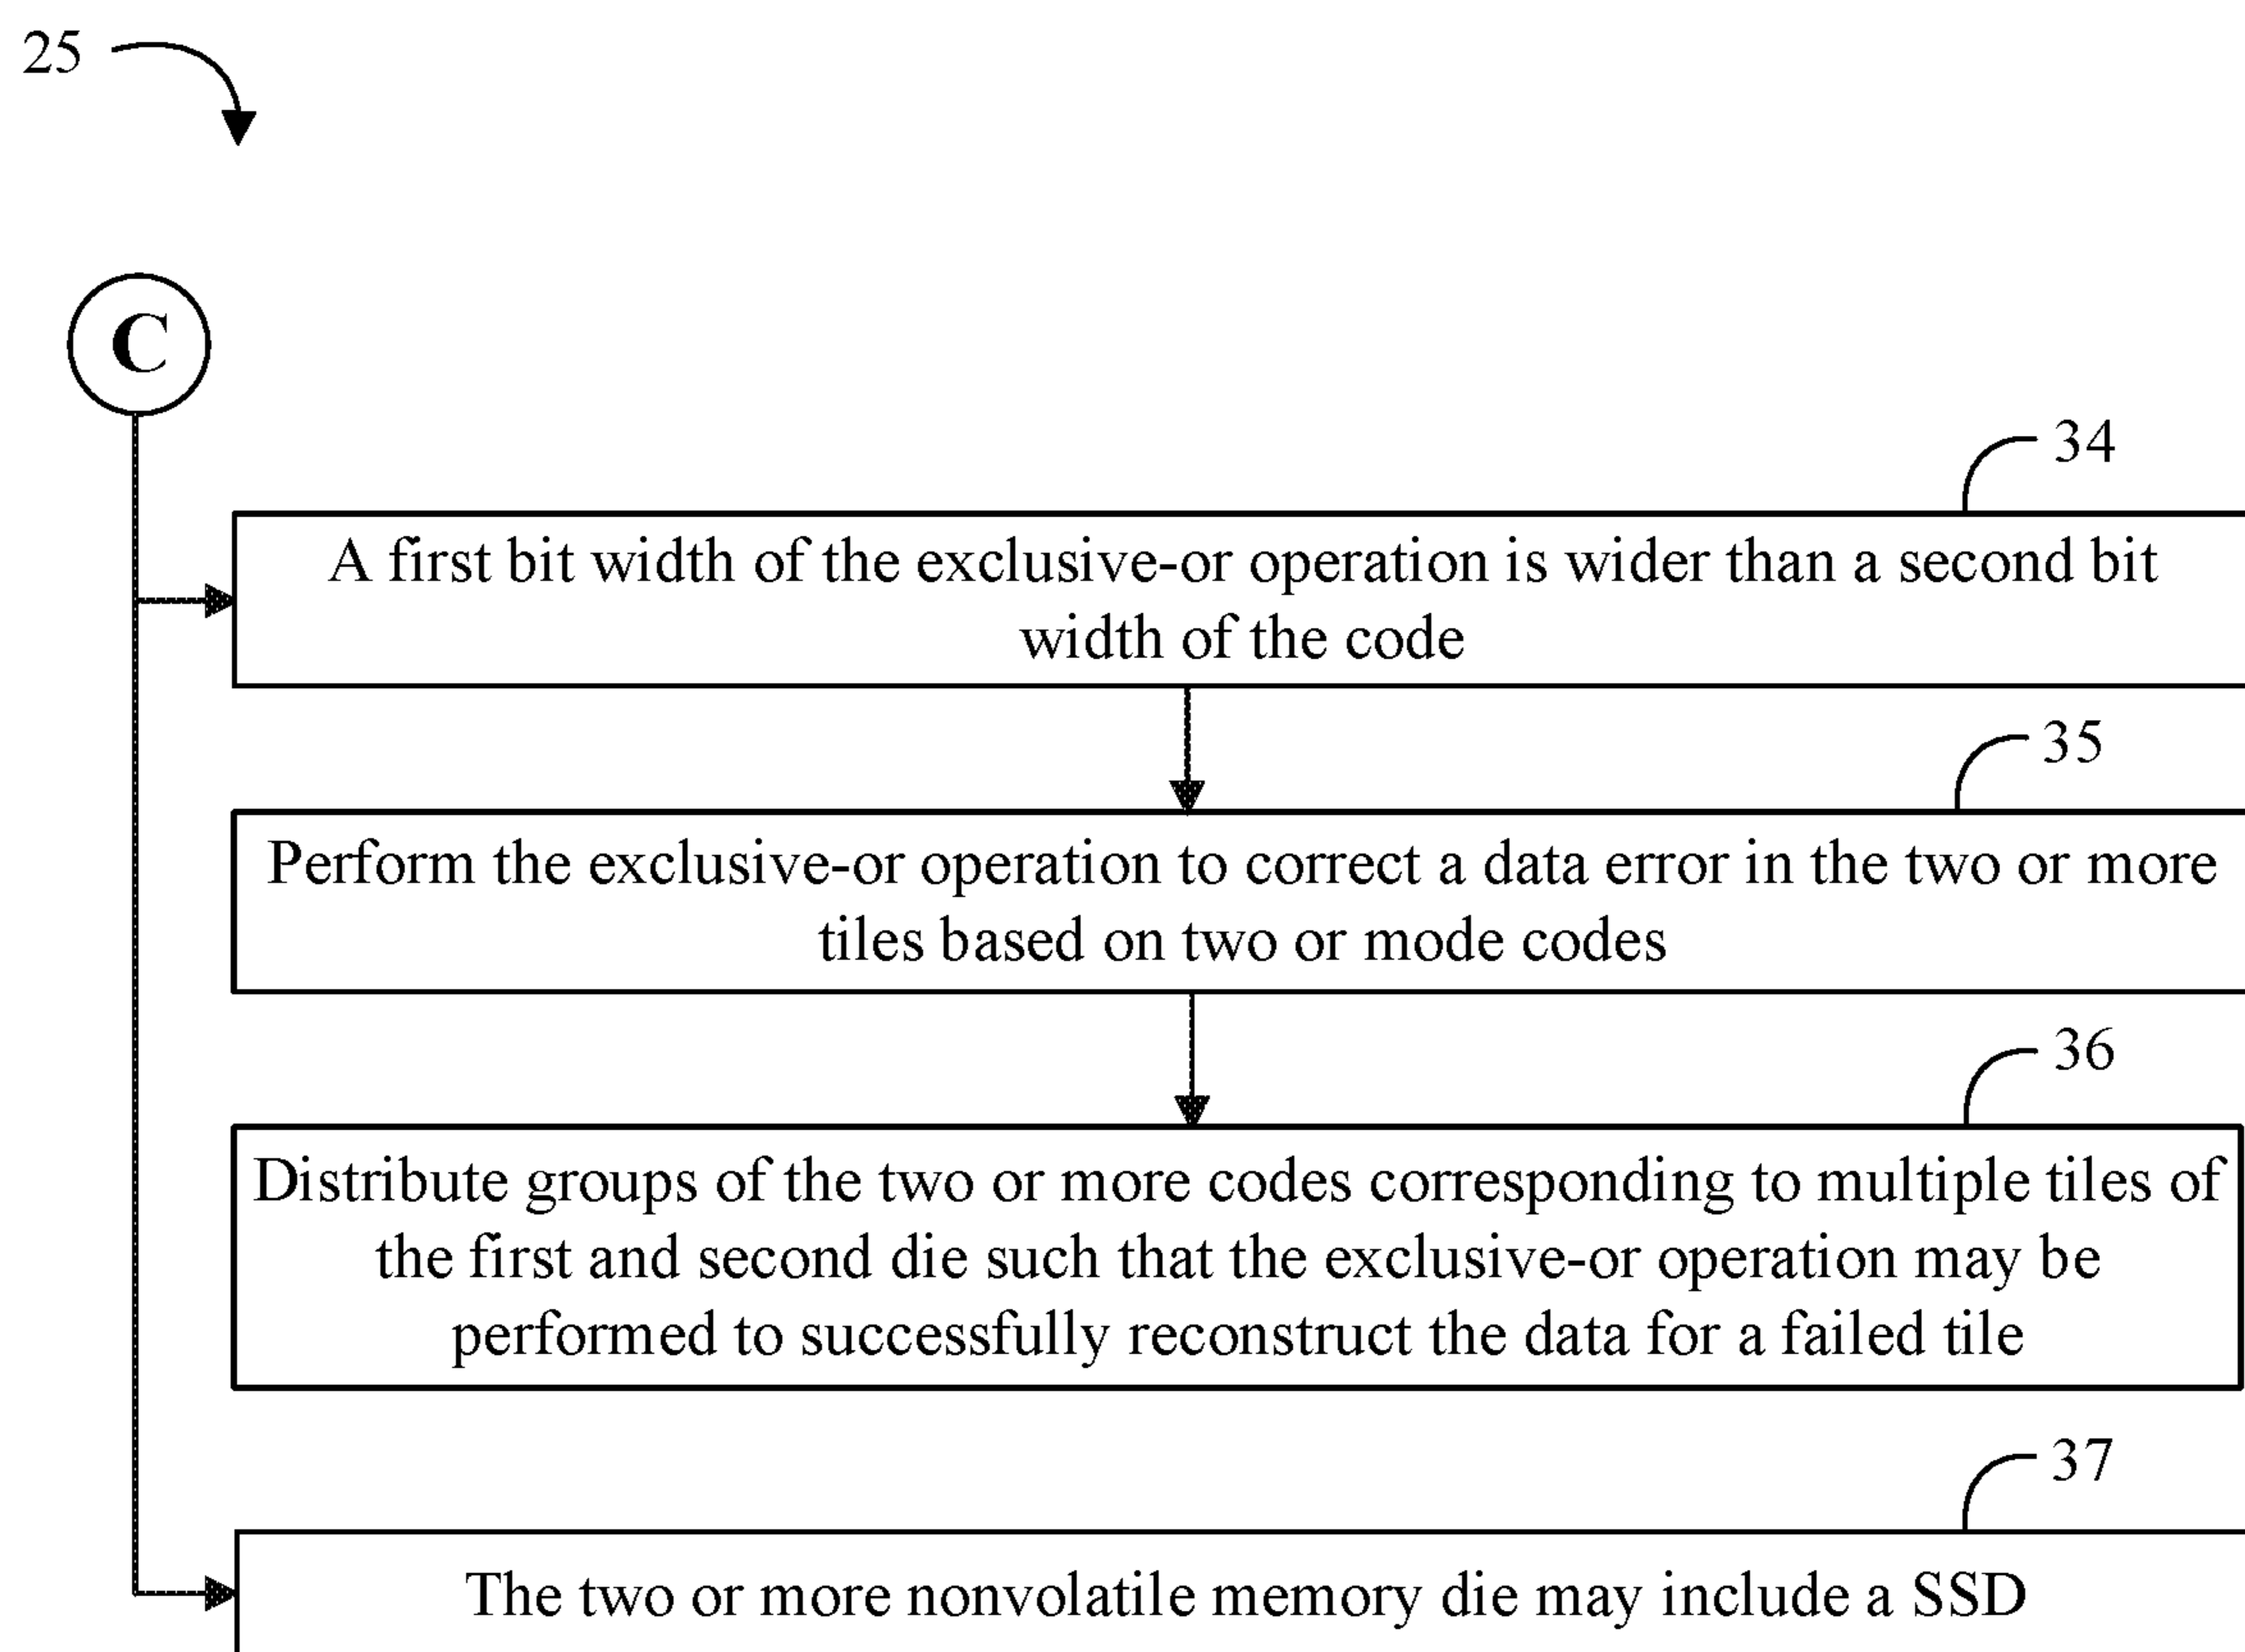 25
C
34
A first bit width of the exclusive-or operation is wider than a second bit
width of the code
35
Perform the exclusive-or operation to correct a data error in the two or more
tiles based on two or mode codes
36
Distribute groups of the two or more codes corresponding to multiple tiles of
the first and second die such that the exclusive-or operation may be
performed to successfully reconstruct the data for a failed tile
37
The two or more nonvolatile memory die may include a SSD